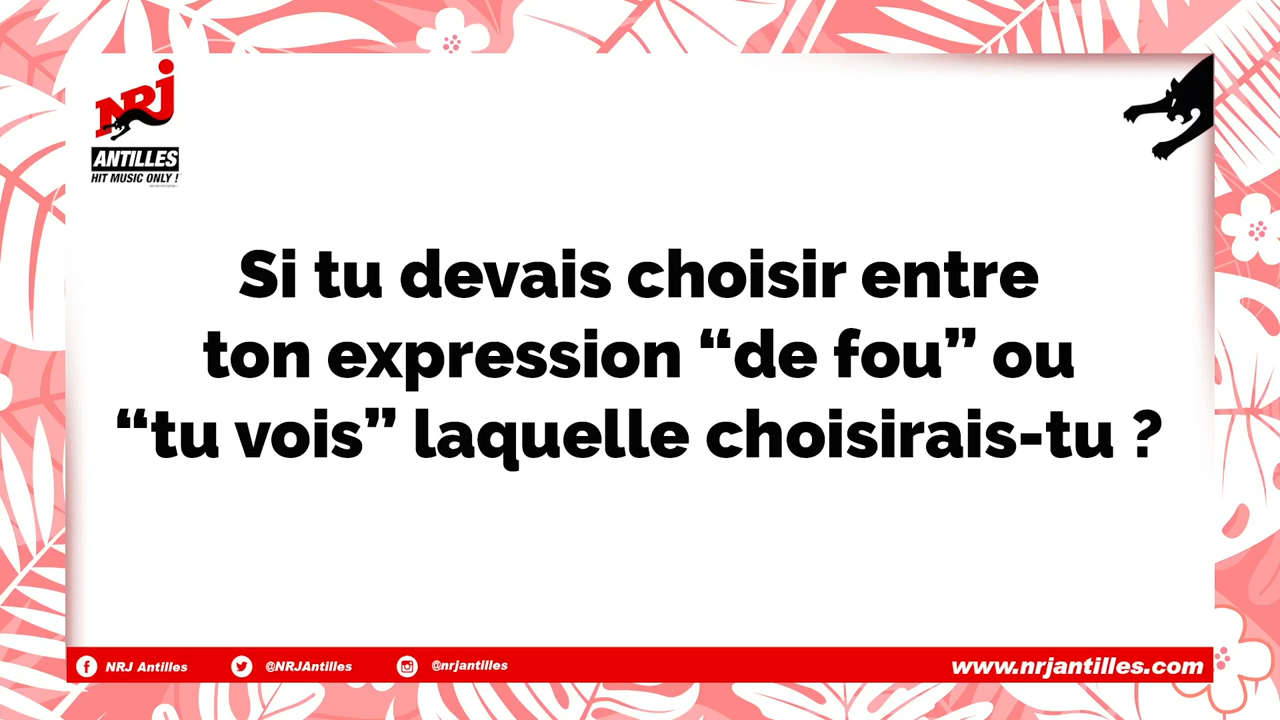 NRJ
ANTILLES
HIT MUSIC ONLY !
Si tu devais choisir entre
ton expression “de fou” ou
“tu vois” laquelle choisirais-tu ?
NRJ Antilles @NRJAntilles @nrjantilles www.nrjantilles.com